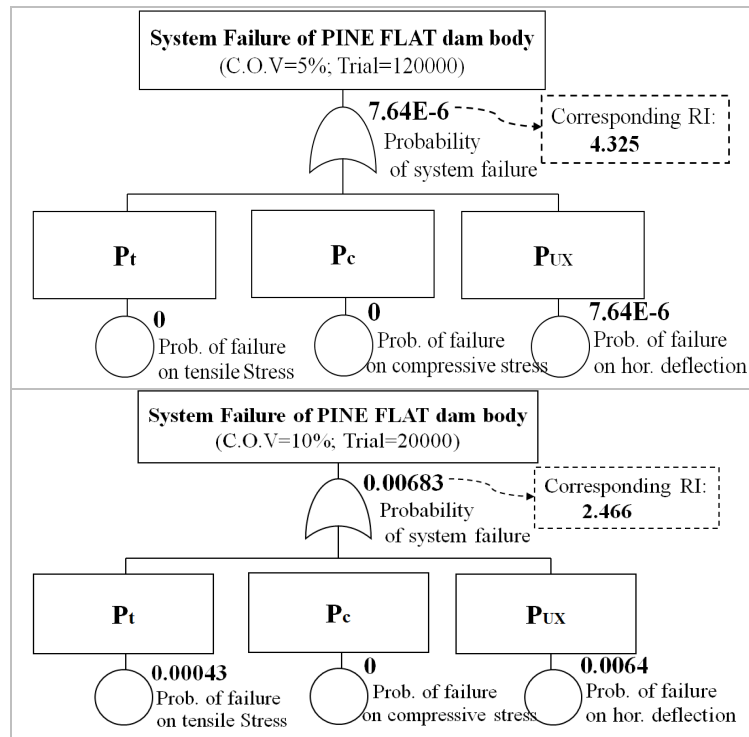 System Failure of PINE FLAT dam body
(C.O.V=5%; Trial=120000)
7.64E-6
Probability
of system failure
Corresponding RI:
4.325
Pt
Pc
PUX
0
Prob. of failure
on tensile Stress
0
Prob. of failure
on compressive stress
7.64E-6
Prob. of failure
on hor. deflection
System Failure of PINE FLAT dam body
(C.O.V=10%; Trial=20000)
0.00683
Probability
of system failure
Corresponding RI:
2.466
Pt
Pc
PUX
0.00043
Prob. of failure
on tensile Stress
0
Prob. of failure
on compressive stress
0.0064
Prob. of failure
on hor. deflection